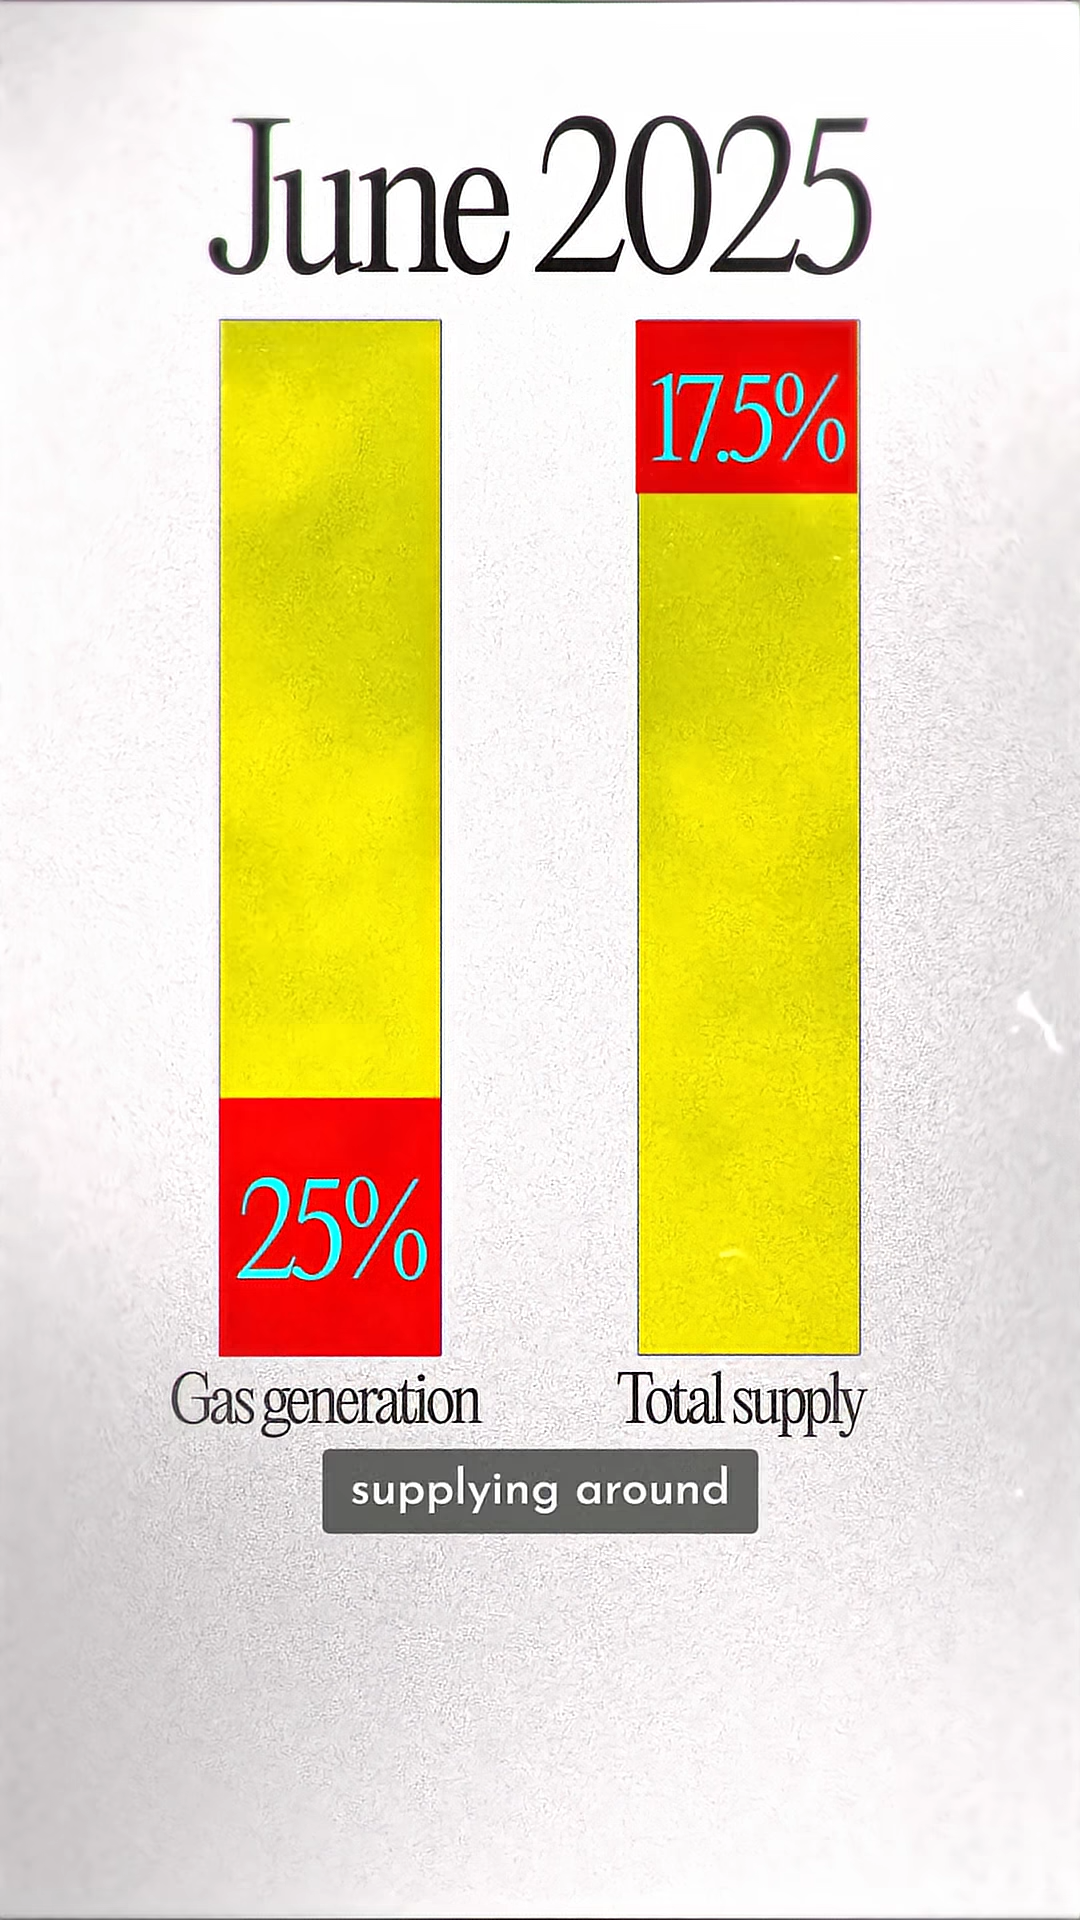 June 2025
17.5%
25%
Gas generation
Total supply
supplying around